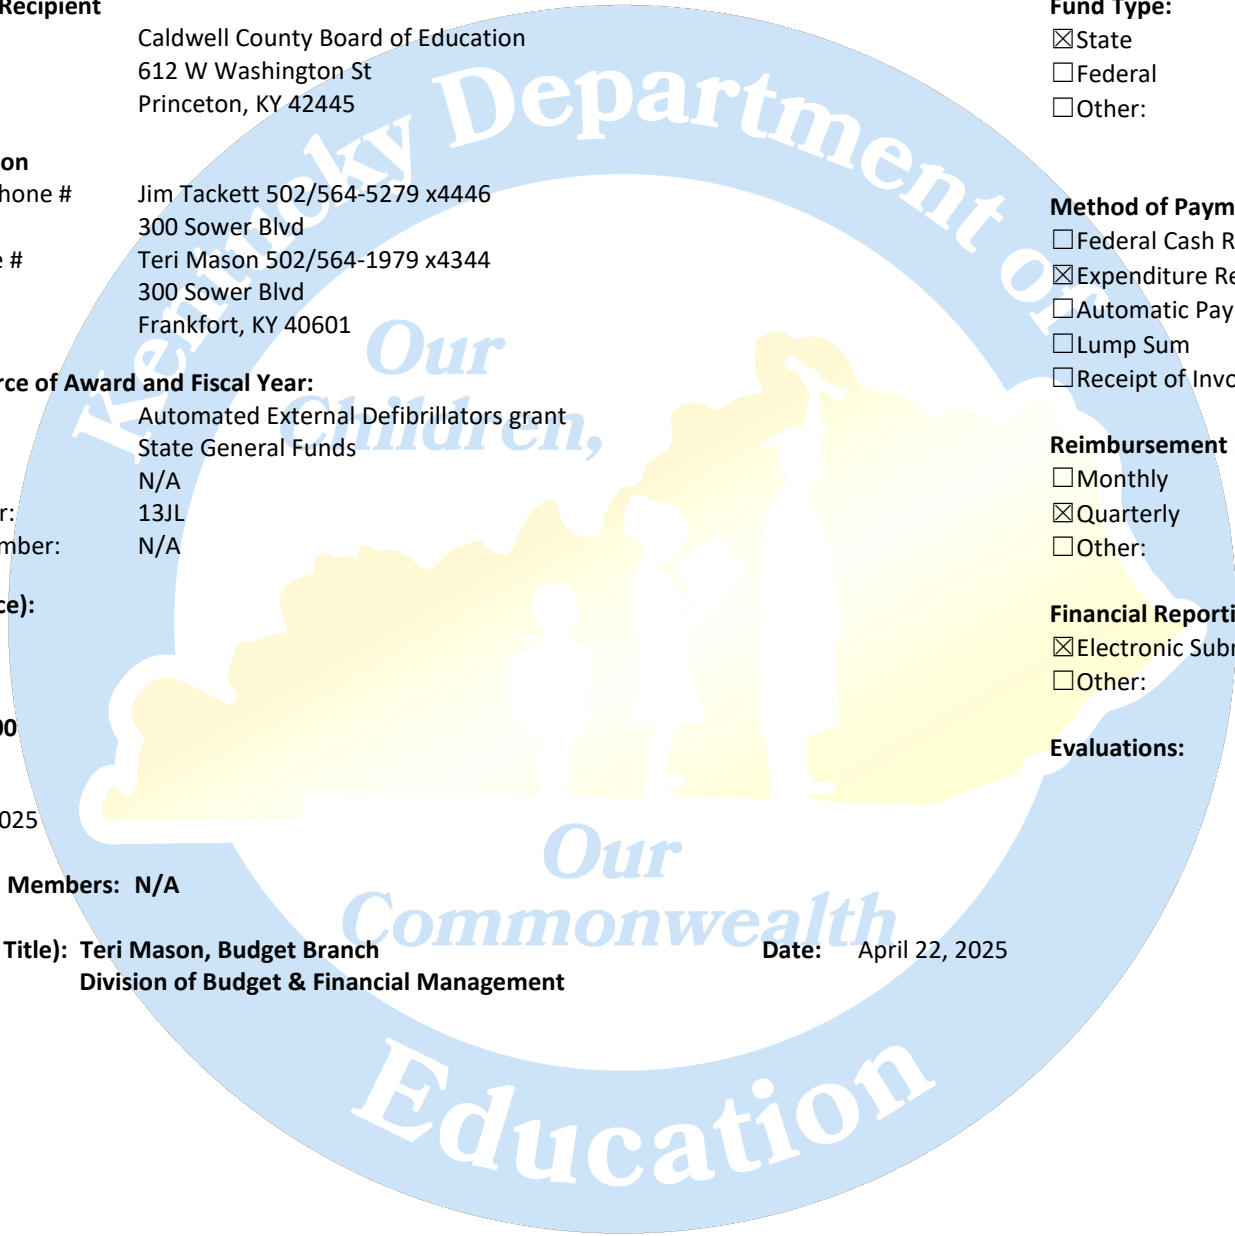 Recipient
Caldwell County Board of Education
612 W Washington St
Princeton, KY 42445
on
hone # Jim Tackett 502/564-5279 x4446
300 Sower Blvd
e # Teri Mason 502/564-1979 x4344
300 Sower Blvd
Frankfort, KY 40601
rce of Award and Fiscal Year:
Automated External Defibrillators grant
State General Funds
N/A
r: 13JL
mber: N/A
ce):
00
025
Members: N/A
Title): Teri Mason, Budget Branch Date: April 22, 2025
Division of Budget & Financial Management
Fund Type:
☒State
☐Federal
☐Other:
Method of Paym
☐Federal Cash R
☒Expenditure Re
☐Automatic Pay
☐Lump Sum
☐Receipt of Invo
Reimbursement
☐Monthly
☒Quarterly
☐Other:
Financial Reporti
☒Electronic Subr
☐Other:
Evaluations:
Kentucky Department of
Education
Our
Children,
Our
Commonwealth